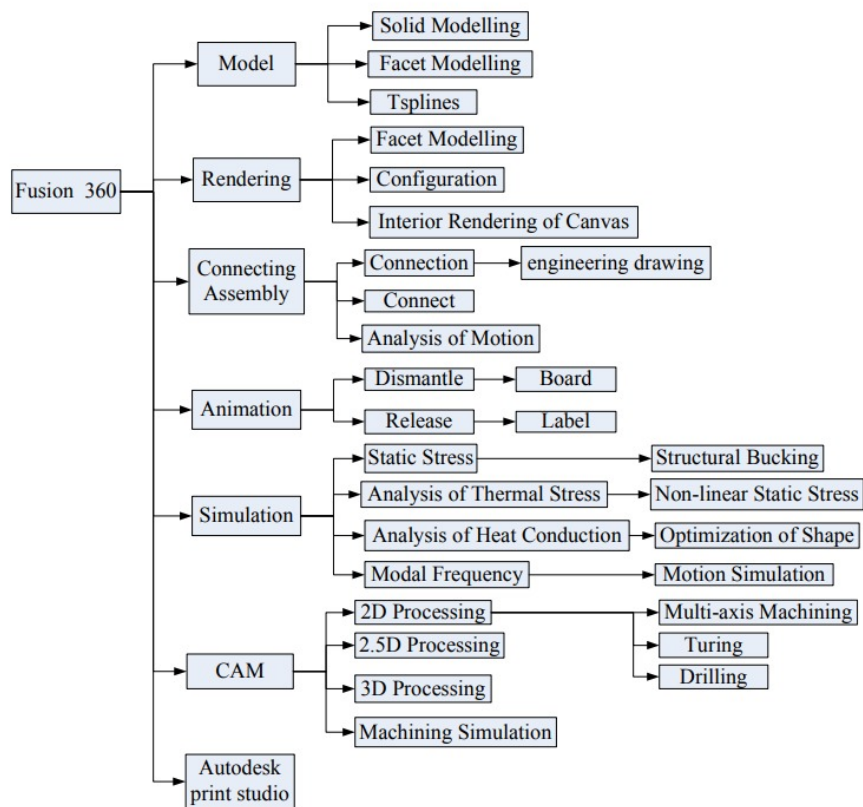 Fusion 360
Model
Solid Modelling
Facet Modelling
Tsplines
Rendering
Facet Modelling
Configuration
Interior Rendering of Canvas
Connecting
Assembly
Connection
engineering drawing
Connect
Analysis of Motion
Animation
Dismantle
Board
Release
Label
Simulation
Static Stress
Structural Bucking
Analysis of Thermal Stress
Non-linear Static Stress
Analysis of Heat Conduction
Optimization of Shape
Modal Frequency
Motion Simulation
CAM
2D Processing
Multi-axis Machining
Turing
Drilling
2.5D Processing
3D Processing
Machining Simulation
Autodesk
print studio